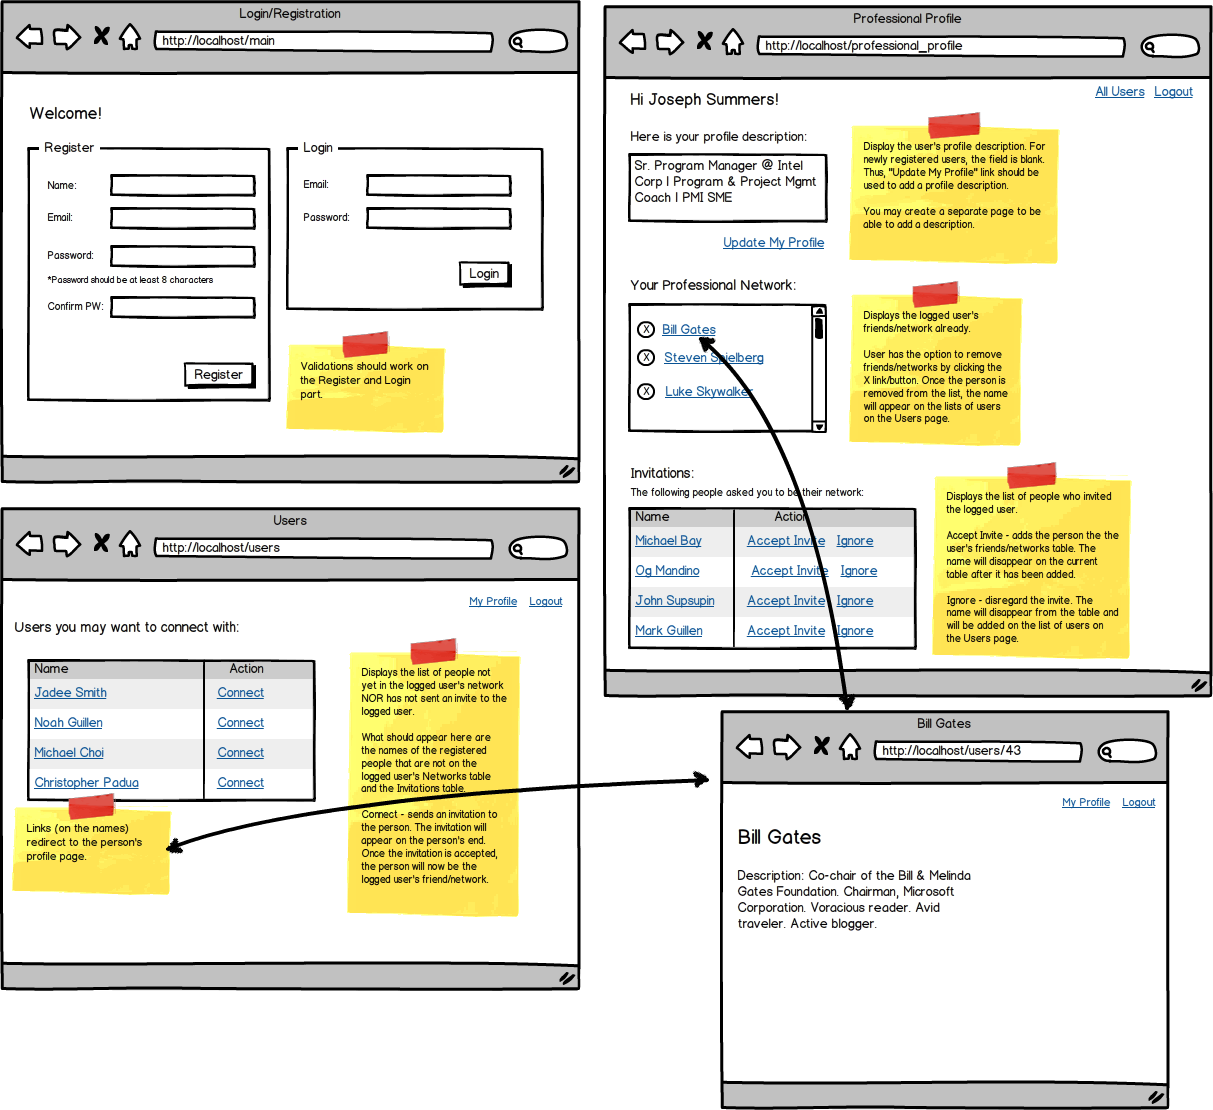 Login/Registration
http://localhost/main
Welcome!
Register
Name:
Email:
Password:
*Password should be at least 8 characters
Confirm PW:
Register
Login
Email:
Password:
Login
Validations should work on
the Register and Login
part.
Professional Profile
http://localhost/professional_profile
All Users Logout
Hi Joseph Summers!
Here is your profile description:
Sr. Program Manager @ Intel
Corp | Program & Project Mgmt
Coach | PMI SME
Update My Profile
Display the user's profile description. For
newly registered users, the field is blank.
Thus, "Update My Profile" link should be
used to add a profile description.
You may create a separate page to be
able to add a description.
Your Professional Network:
X Bill Gates
X Steven Spielberg
X Luke Skywalker
Displays the logged user's
friends/network already.
User has the option to remove
friends/networks by clicking the
X link/button. Once the person is
removed from the list, the name
will appear on the lists of users
on the Users page.
Invitations:
The following people asked you to be their network:
Name Action
Michael Bay Accept Invite Ignore
Og Mandino Accept Invite Ignore
John Supsupin Accept Invite Ignore
Mark Guillen Accept Invite Ignore
Displays the list of people who invited
the logged user.
Accept Invite - adds the person the the
user's friends/networks table. The
name will disappear on the current
table after it has been added.
Ignore - disregard the invite. The
name will disappear from the table and
will be added on the list of users on
the Users page.
Users
http://localhost/users
My Profile Logout
Users you may want to connect with:
Name Action
Jadee Smith Connect
Noah Guillen Connect
Michael Choi Connect
Christopher Padua Connect
Links (on the names)
redirect to the person's
profile page.
Displays the list of people not
yet in the logged user's network
NOR has not sent an invite to the
logged user.
What should appear here are
the names of the registered
people that are not on the
logged user's Networks table
and the Invitations table.
Connect - sends an invitation to
the person. The invitation will
appear on the person's end.
Once the invitation is accepted,
the person will now be the
logged user's friend/network.
Bill Gates
http://localhost/users/43
My Profile Logout
Bill Gates
Description: Co-chair of the Bill & Melinda
Gates Foundation. Chairman, Microsoft
Corporation. Voracious reader. Avid
traveler. Active blogger.